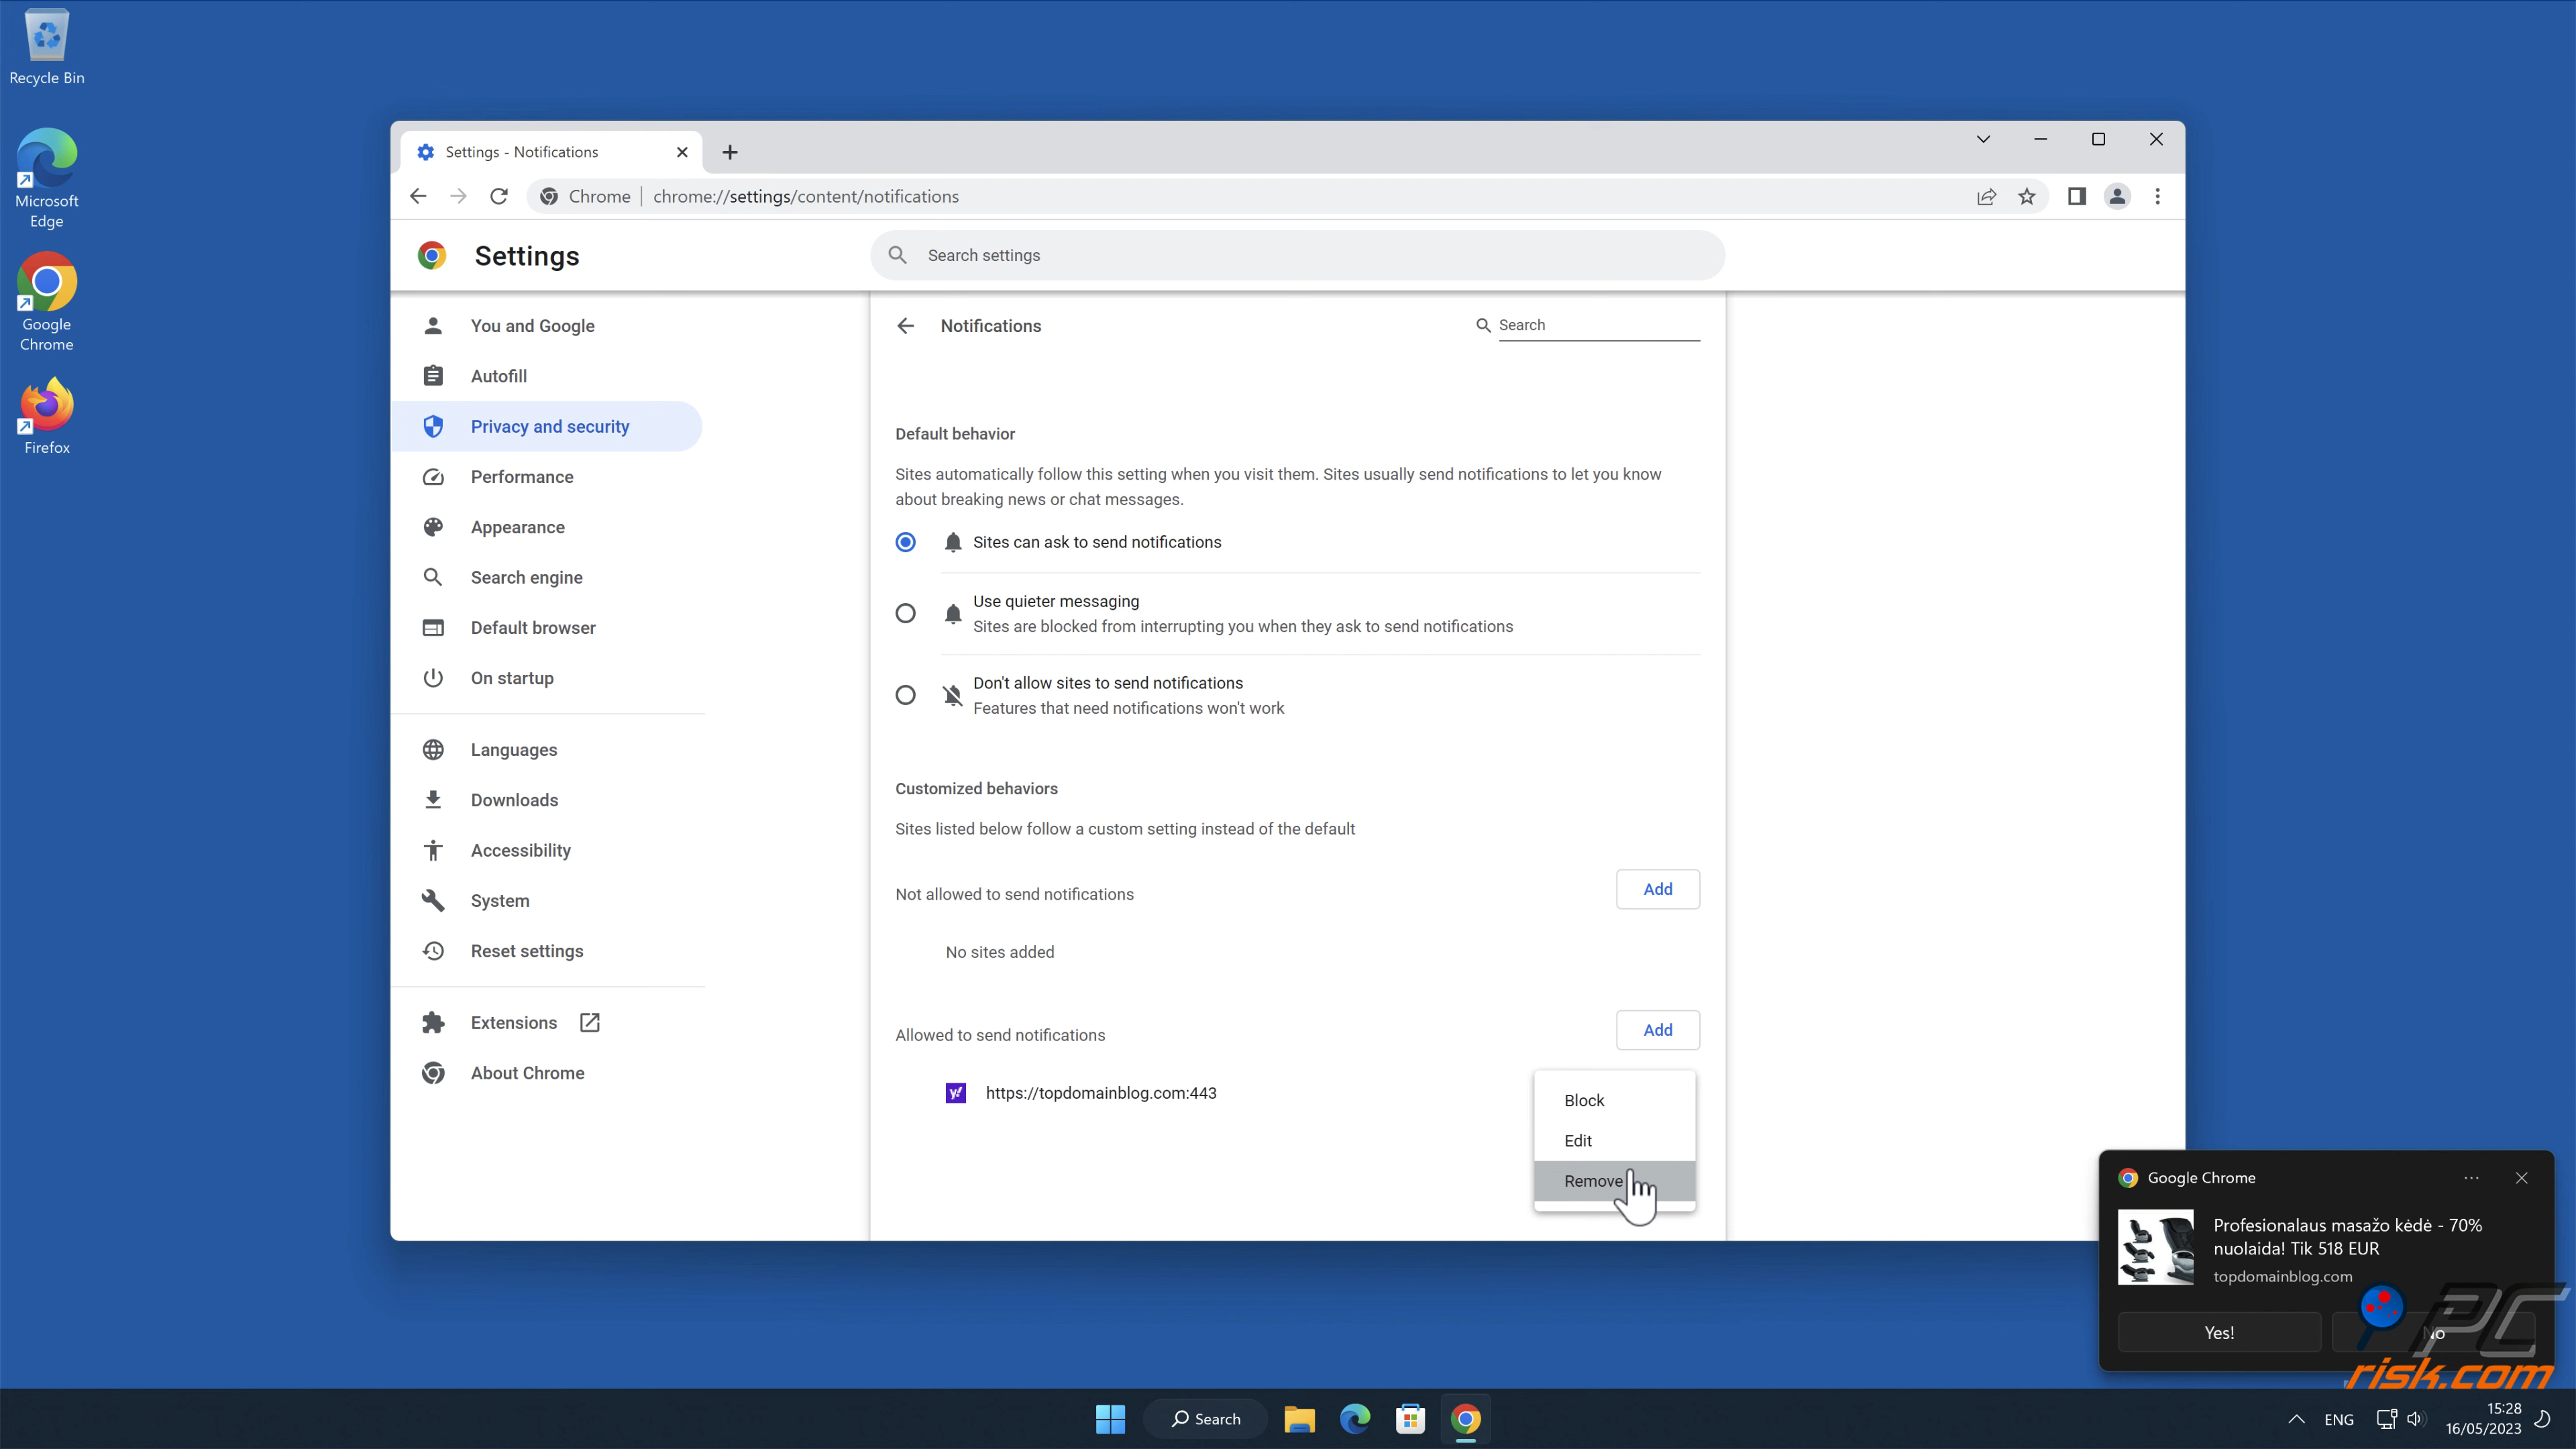 Recycle Bin
Microsoft
Edge
Google
Chrome
Firefox
Settings - Notifications
Chrome
chrome://settings/content/notifications
Settings
Search settings
You and Google
Autofill
Privacy and security
Performance
Appearance
Search engine
Default browser
On startup
Languages
Downloads
Accessibility
System
Reset settings
Extensions
About Chrome
Notifications
Search
Default behavior
Sites automatically follow this setting when you visit them. Sites usually send notifications to let you know
about breaking news or chat messages.
Sites can ask to send notifications
Use quieter messaging
Sites are blocked from interrupting you when they ask to send notifications
Don't allow sites to send notifications
Features that need notifications won't work
Customized behaviors
Sites listed below follow a custom setting instead of the default
Not allowed to send notifications
Add
No sites added
Allowed to send notifications
Add
y!
https://topdomainblog.com:443
Block
Edit
Remove
Google Chrome
Profesionalaus masažo kėdė - 70%
nuolaida! Tik 518 EUR
topdomainblog.com
Yes!
No
PC
risk.com
Search
ENG
15:28
16/05/2023